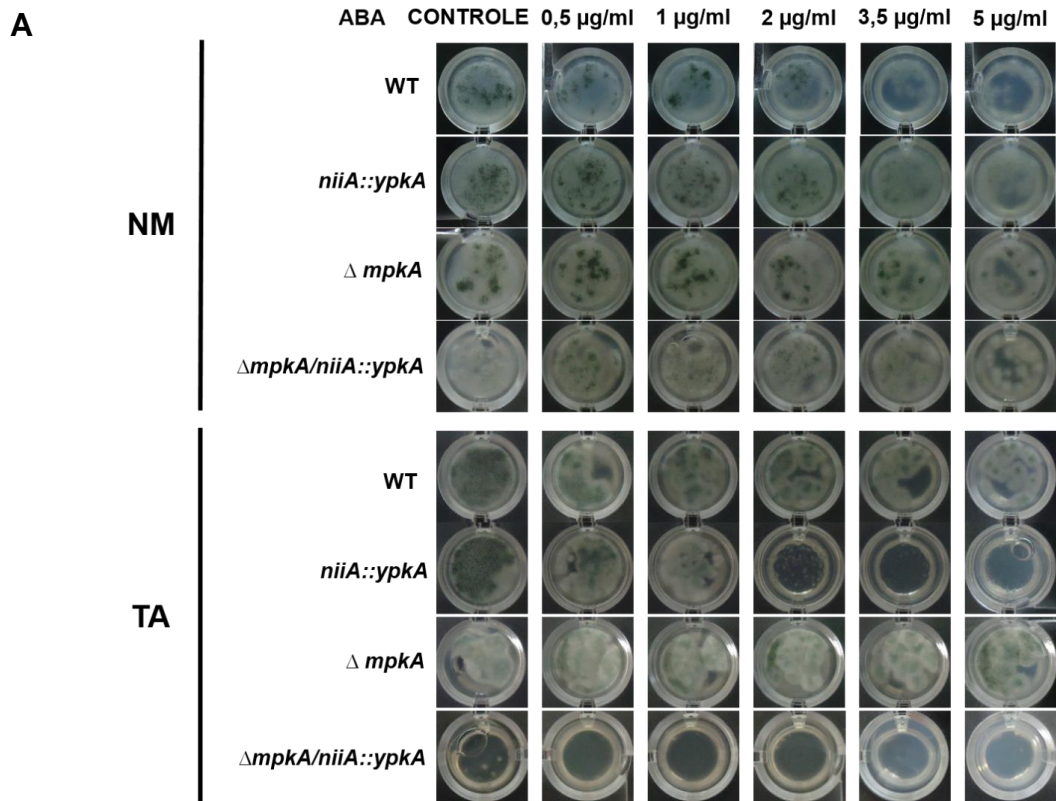 A
ABA CONTROLE 0,5 µg/ml 1 µg/ml 2 µg/ml 3,5 µg/ml 5 µg/ml
NM
WT
niiA::ypkA
Δ mpkA
ΔmpkA/niiA::ypkA
TA
WT
niiA::ypkA
Δ mpkA
ΔmpkA/niiA::ypkA